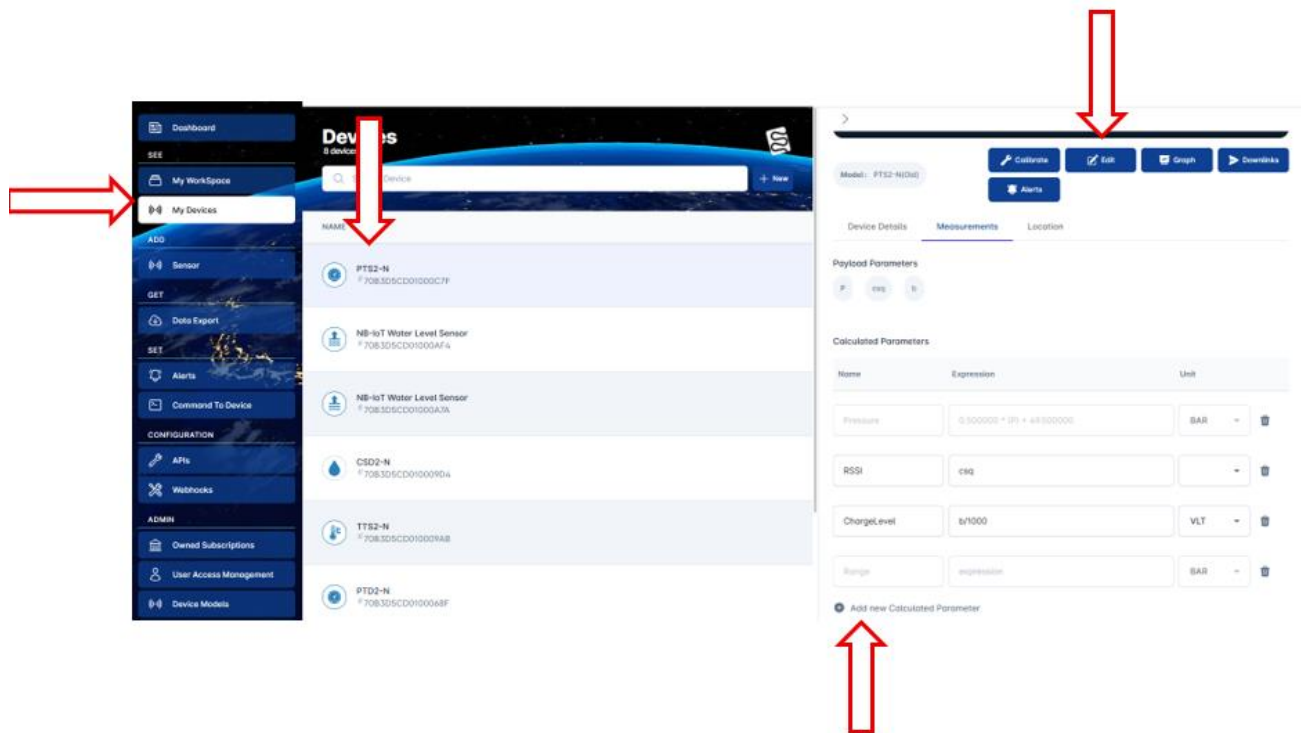 Dashboard
SEE
My WorkSpace
My Devices
ADD
Sensor
GET
Data Export
SET
Alerts
Command To Device
CONFIGURATION
APIs
Webhooks
ADMIN
Owned Subscriptions
User Access Management
Device Models
Devices
8 devices
Device
+ New
NAME
PTS2-N
NB-IoT Water Level Sensor
70B3D5CD01000AF4
NB-IoT Water Level Sensor
70B3D5CD01000A7A
CSD2-N
70B3D5CD010009D4
TTS2-N
70B3D5CD010009AB
PTD2-N
70B3D5CD0100068F
>
Calibrate
Edit
Graph
Downlinks
Model:
Alerts
Device Details
Measurements
Location
Payload Parameters
P csq b
Calculated Parameters
Name Expression Unit
Pressure BAR
RSSI csq
ChargeLevel b/1000 VLT
Range expression BAR
Add new Calculated Parameter